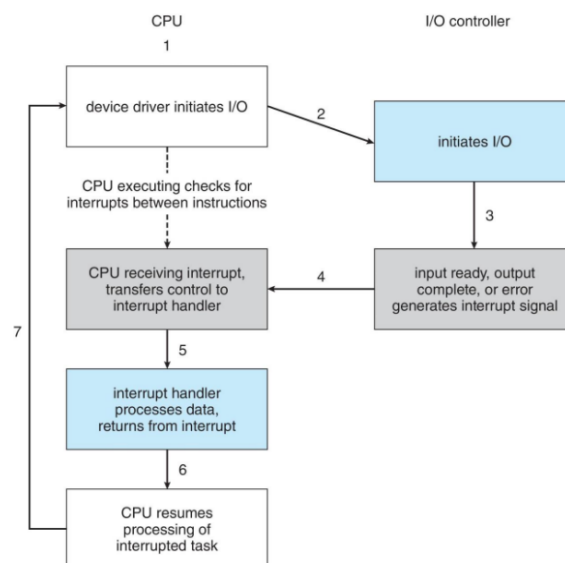 CPU
I/O controller
1
device driver initiates I/O
2
initiates I/O
CPU executing checks for
interrupts between instructions
3
CPU receiving interrupt,
transfers control to
interrupt handler
4
input ready, output
complete, or error
generates interrupt signal
7
5
interrupt handler
processes data,
returns from interrupt
6
CPU resumes
processing of
interrupted task